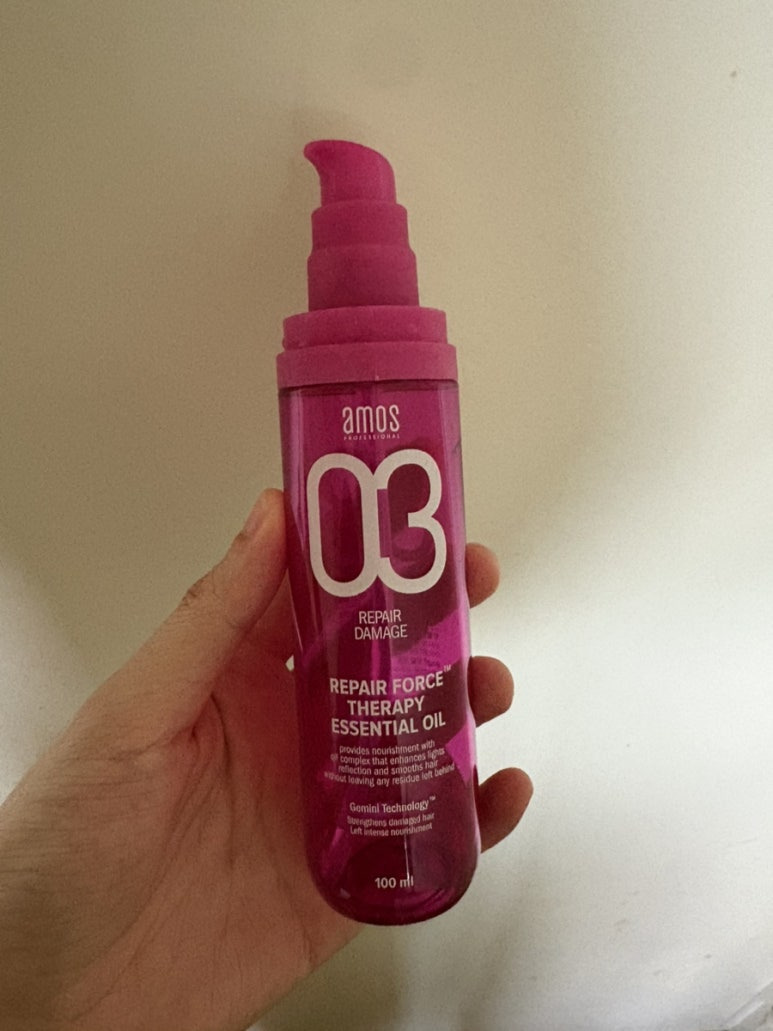 amos
PROFESSIONAL
03
REPAIR
DAMAGE
REPAIR FORCE™
THERAPY
ESSENTIAL OIL
provides nourishment with
oil complex that enhances lights
reflection and smooths hair
without leaving any residue left behind
Gemini Technology™
Strengthens damaged hair
Left intense nourishment
100 ml